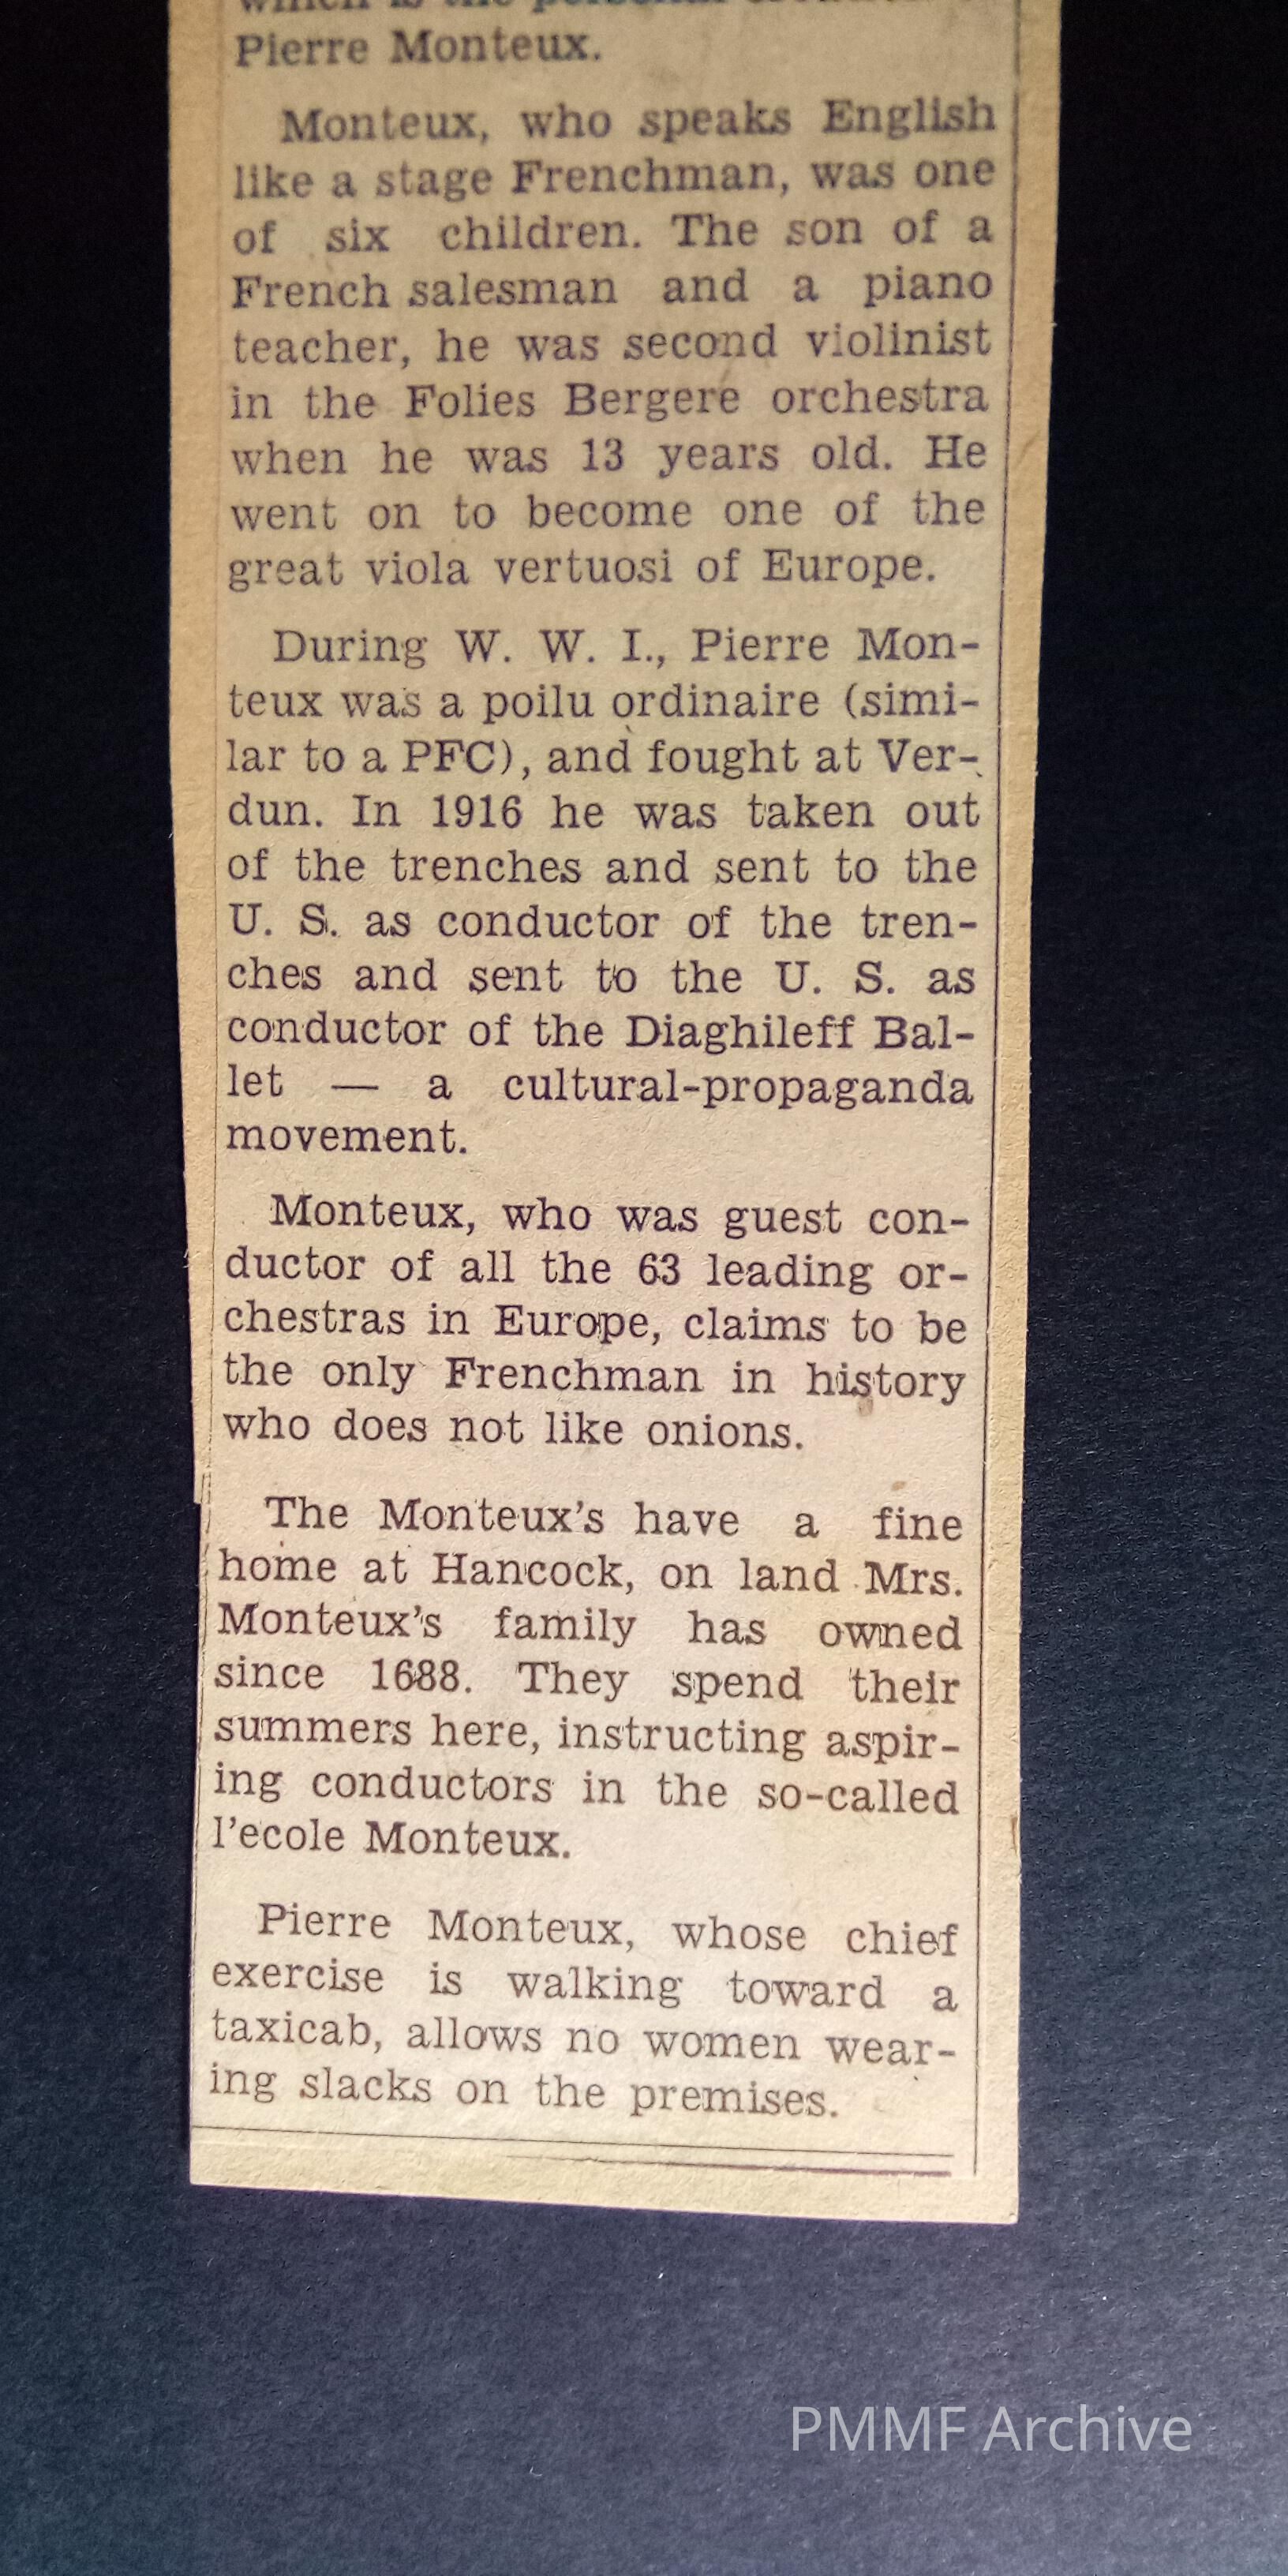 which is the personal
Pierre Monteux.
Monteux, who speaks English
like a stage Frenchman, was one
of six children. The son of a
French salesman and a piano
teacher, he was second violinist
in the Folies Bergere orchestra
when he was 13 years old. He
went on to become one of the
great viola vertuosi of Europe.
During W. W. I., Pierre Mon-
teux was a poilu ordinaire (simi-
lar to a PFC), and fought at Ver-
dun. In 1916 he was taken out
of the trenches and sent to the
U. S. as conductor of the tren-
ches and sent to the U. S. as
conductor of the Diaghileff Bal-
let — a cultural-propaganda
movement.
Monteux, who was guest con-
ductor of all the 63 leading or-
chestras in Europe, claims to be
the only Frenchman in history
who does not like onions.
The Monteux's have a fine
home at Hancock, on land Mrs.
Monteux's family has owned
since 1688. They spend their
summers here, instructing aspir-
ing conductors in the so-called
l'ecole Monteux.
Pierre Monteux, whose chief
exercise is walking toward a
taxicab, allows no women wear-
ing slacks on the premises.
PMMF Archive